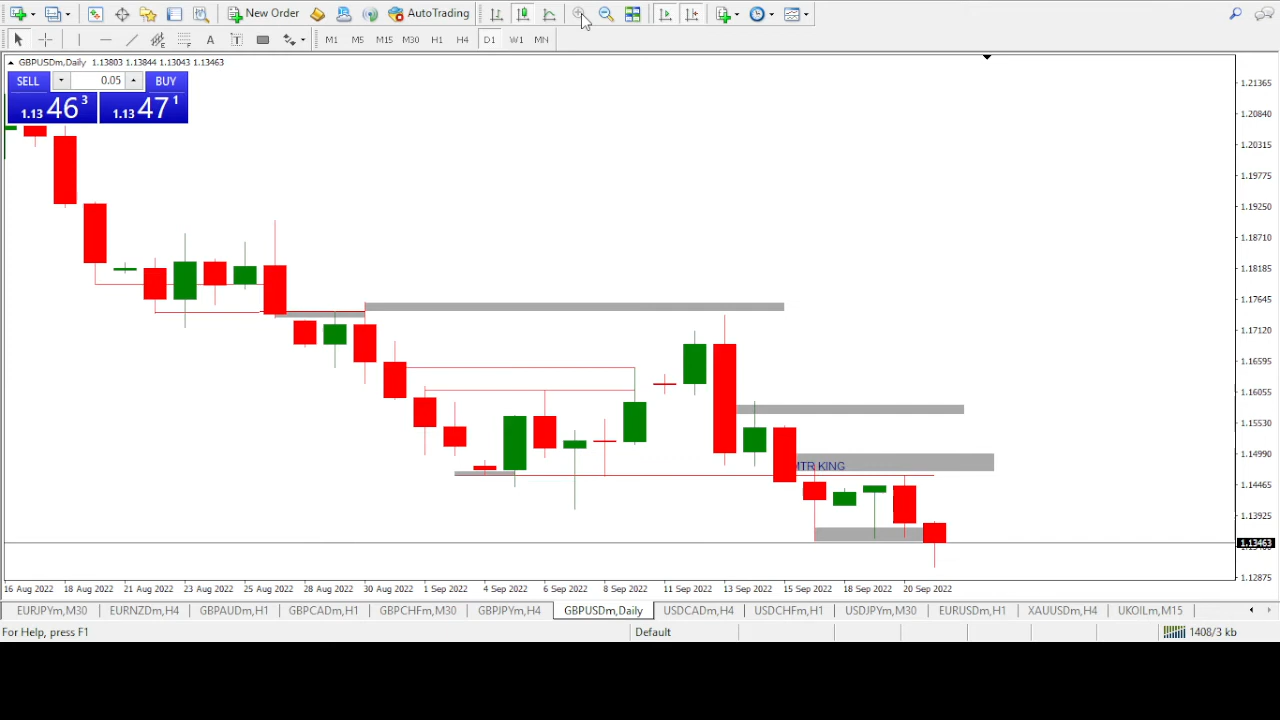 New Order
AutoTrading
A
T
M1
M5
M15
M30
H1
H4
D1
W1
MN
GBPUSDm,Daily 1.13803 1.13844 1.13043 1.13463
SELL
0.05
BUY
1.13 46 3
1.13 47 1
1.21365
1.20840
1.20315
1.19775
1.19250
1.18710
1.18185
1.17645
1.17120
1.16595
1.16055
1.15530
1.14990
1.14465
1.13925
1.13463
1.12875
MTR KING
16 Aug 2022
18 Aug 2022
21 Aug 2022
23 Aug 2022
25 Aug 2022
28 Aug 2022
30 Aug 2022
1 Sep 2022
4 Sep 2022
6 Sep 2022
8 Sep 2022
11 Sep 2022
13 Sep 2022
15 Sep 2022
18 Sep 2022
20 Sep 2022
EURJPYm,M30
EURNZDm,H4
GBPAUDm,H1
GBPCADm,H1
GBPCHFm,M30
GBPJPYm,H4
GBPUSDm,Daily
USDCADm,H4
USDCHFm,H1
USDJPYm,M30
EURUSDm,H1
XAUUSDm,H4
UKOILm,M15
For Help, press F1
Default
1408/3 kb